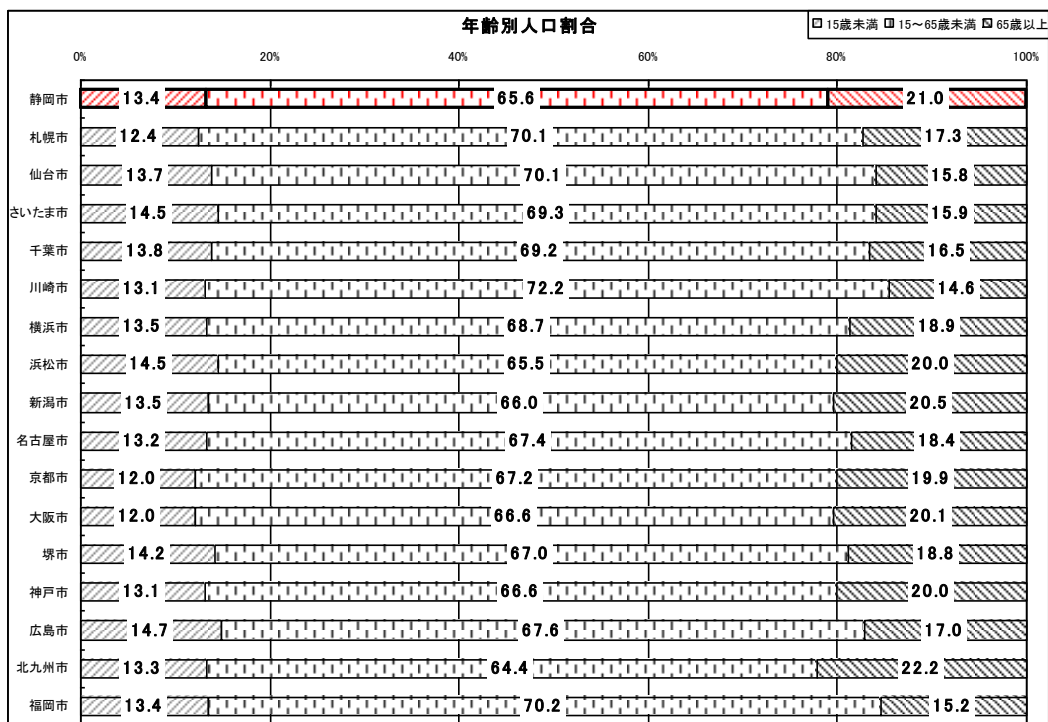 年齢別人口割合
15歳未満 15～65歳未満 65歳以上
0% 20% 40% 60% 80% 100%
静岡市 13.4 65.6 21.0
札幌市 12.4 70.1 17.3
仙台市 13.7 70.1 15.8
さいたま市 14.5 69.3 15.9
千葉市 13.8 69.2 16.5
川崎市 13.1 72.2 14.6
横浜市 13.5 68.7 18.9
浜松市 14.5 65.5 20.0
新潟市 13.5 66.0 20.5
名古屋市 13.2 67.4 18.4
京都市 12.0 67.2 19.9
大阪市 12.0 66.6 20.1
堺市 14.2 67.0 18.8
神戸市 13.1 66.6 20.0
広島市 14.7 67.6 17.0
北九州市 13.3 64.4 22.2
福岡市 13.4 70.2 15.2